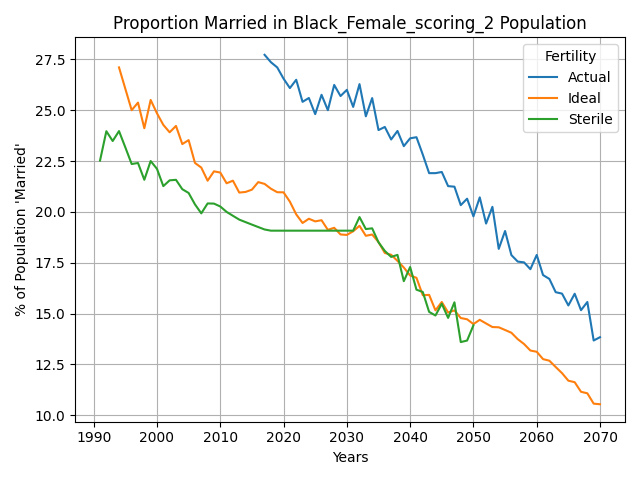 Proportion Married in Black_Female_scoring_2 Population
% of Population 'Married'
27.5
25.0
22.5
20.0
17.5
15.0
12.5
10.0
Fertility
Actual
Ideal
Sterile
1990 2000 2010 2020 2030 2040 2050 2060 2070
Years